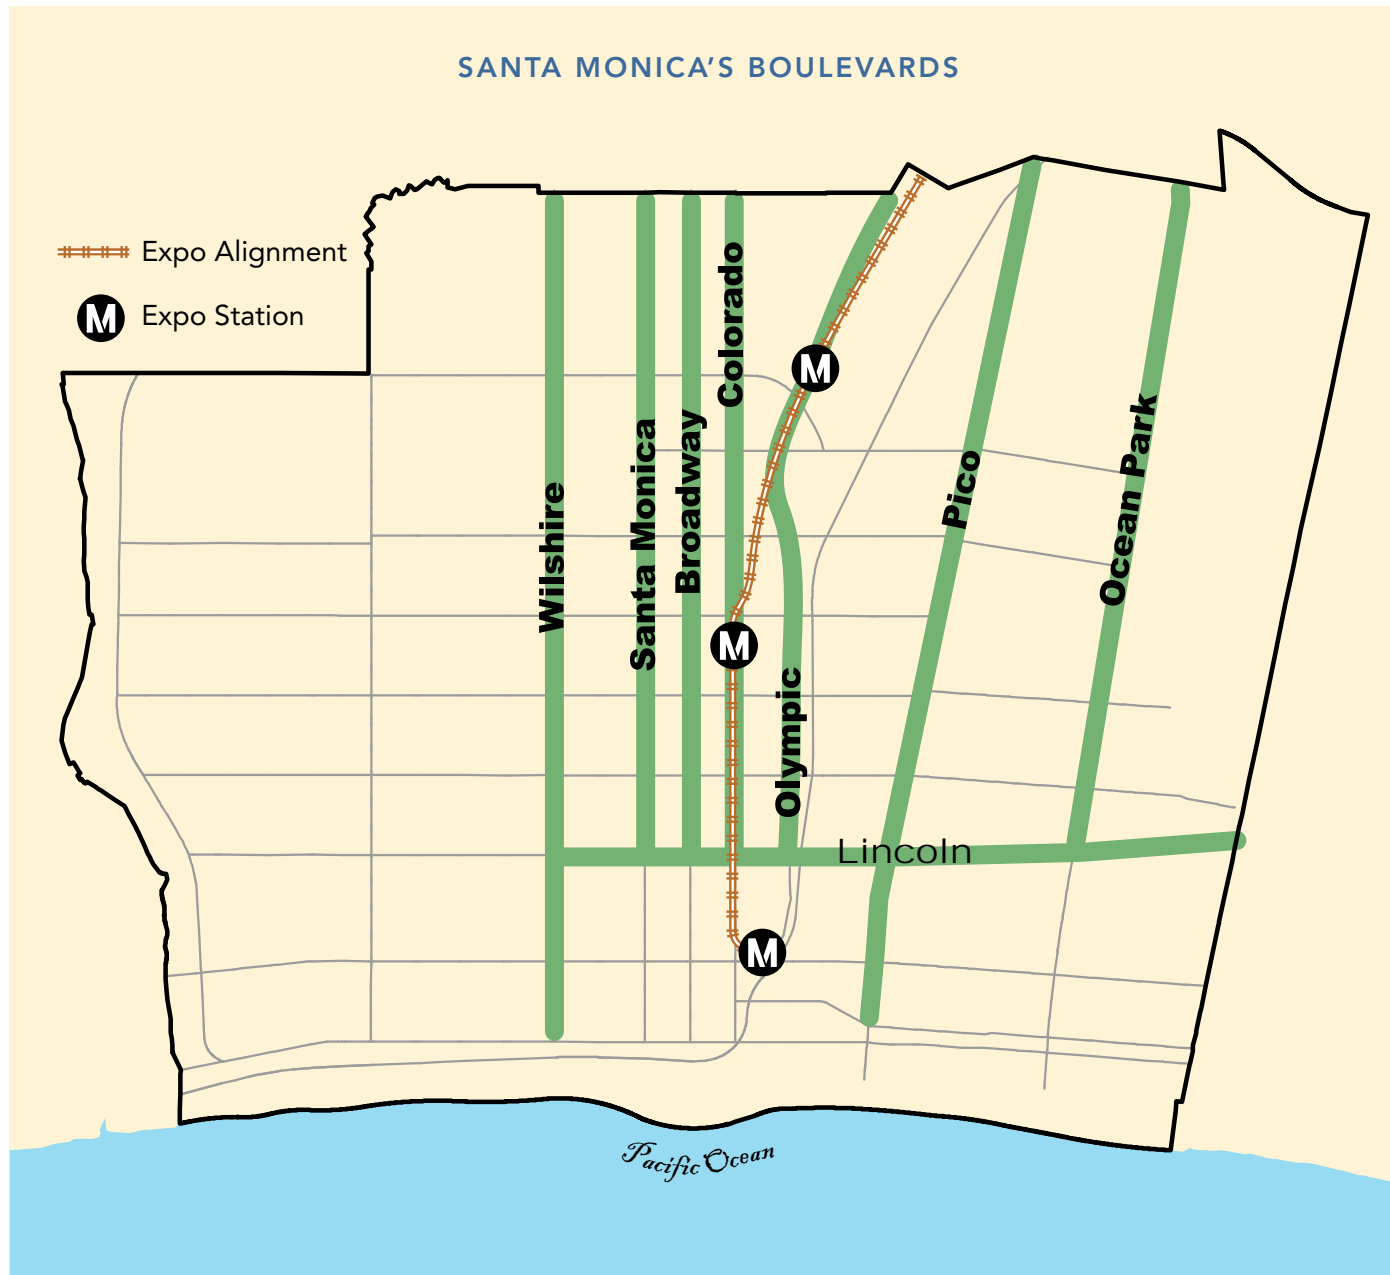 SANTA MONICA'S BOULEVARDS
Expo Alignment
M Expo Station
Wilshire
Santa Monica
Broadway
Colorado
M
M
M
Olympic
Pico
Ocean Park
Lincoln
Pacific Ocean